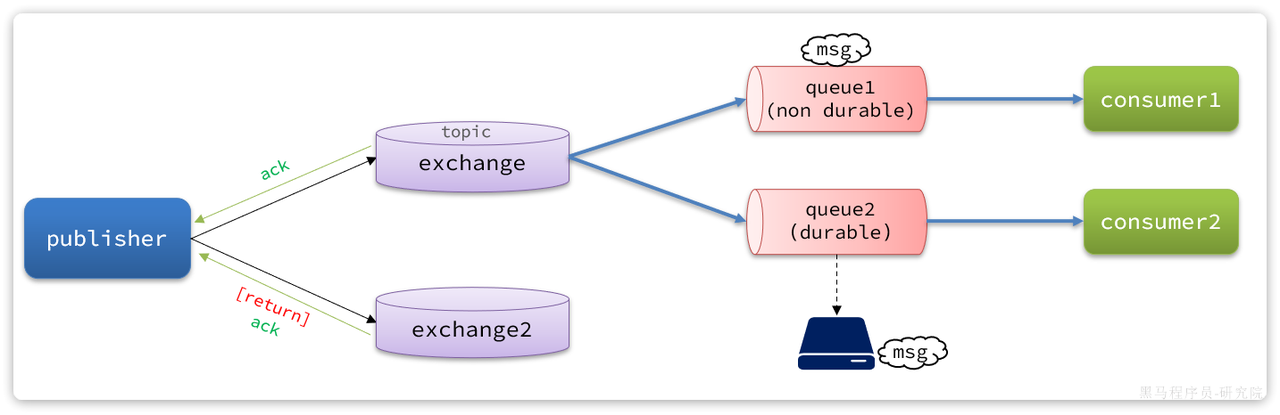 msg
queue1
(non durable)
consumer1
topic
exchange
ack
publisher
queue2
(durable)
consumer2
[return]
ack
exchange2
msg
黑马程序员-研究院